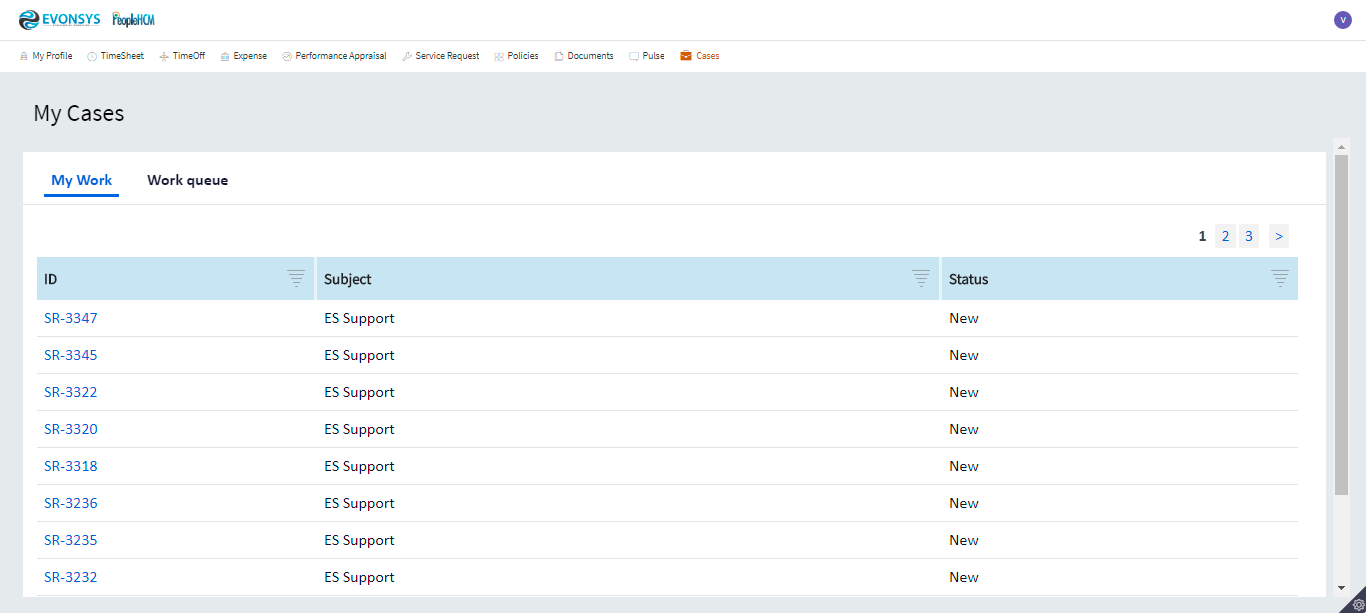 EVONSYS PeopleHCM V
My Profile TimeSheet TimeOff Expense Performance Appraisal Service Request Policies Documents Pulse Cases
My Cases
My Work Work queue
1 2 3 >
ID Subject Status
SR-3347 ES Support New
SR-3345 ES Support New
SR-3322 ES Support New
SR-3320 ES Support New
SR-3318 ES Support New
SR-3236 ES Support New
SR-3235 ES Support New
SR-3232 ES Support New